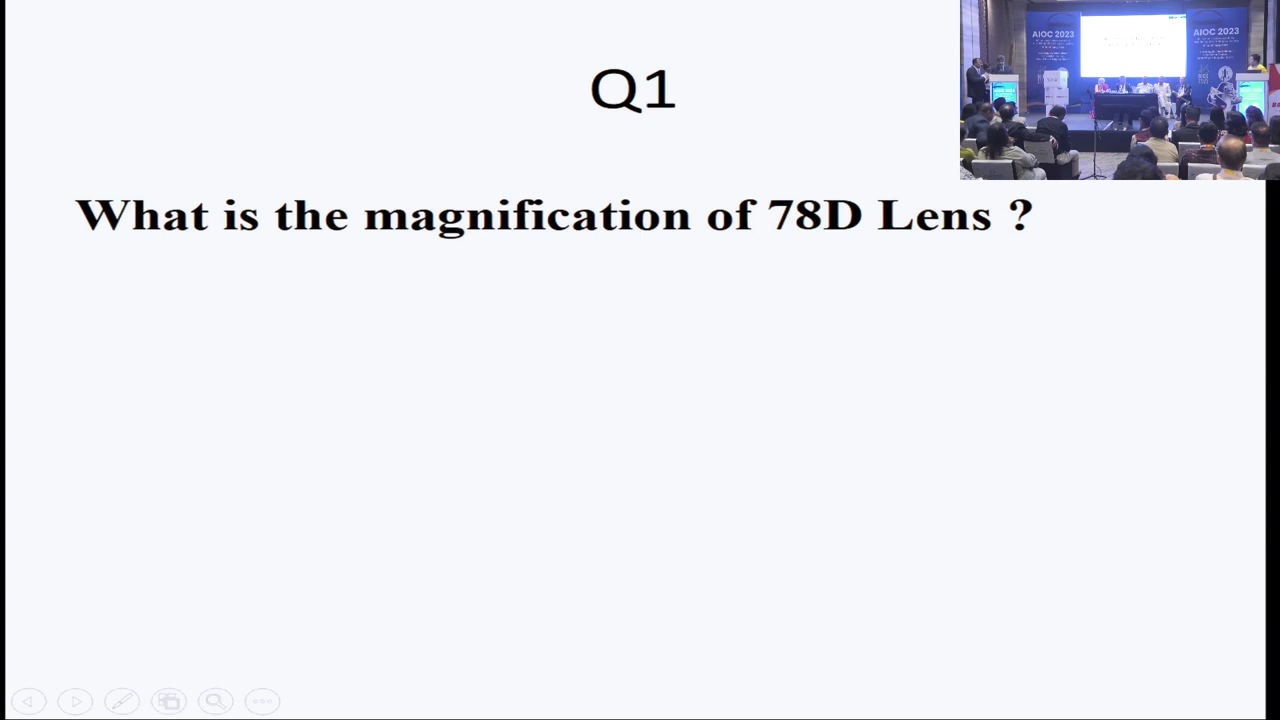 Q1
AIOC 2023
AIOC 2023
What is the magnification of 78D Lens ?